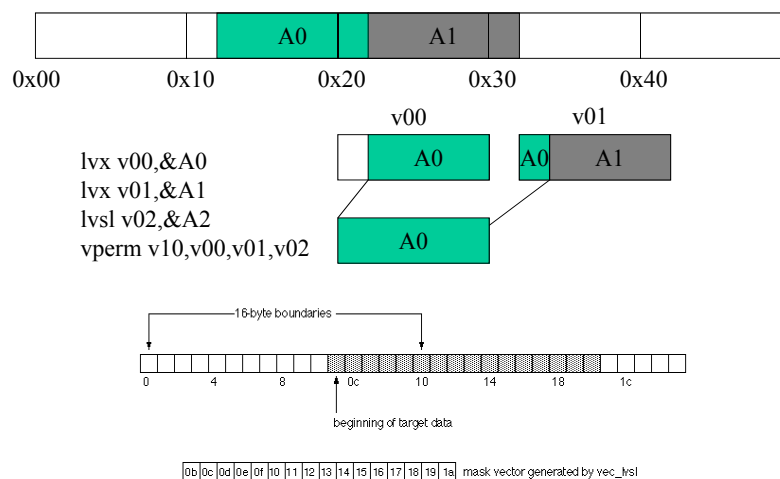 A0 A1
0x00 0x10 0x20 0x30 0x40
v00 v01
lvx v00,&A0
lvx v01,&A1
lvsl v02,&A2
vperm v10,v00,v01,v02
A0 A0 A1
A0
16-byte boundaries
0 4 8 0c 10 14 18 1c
beginning of target data
0b 0c 0d 0e 0f 10 11 12 13 14 15 16 17 18 19 1a mask vector generated by vec_lvsl